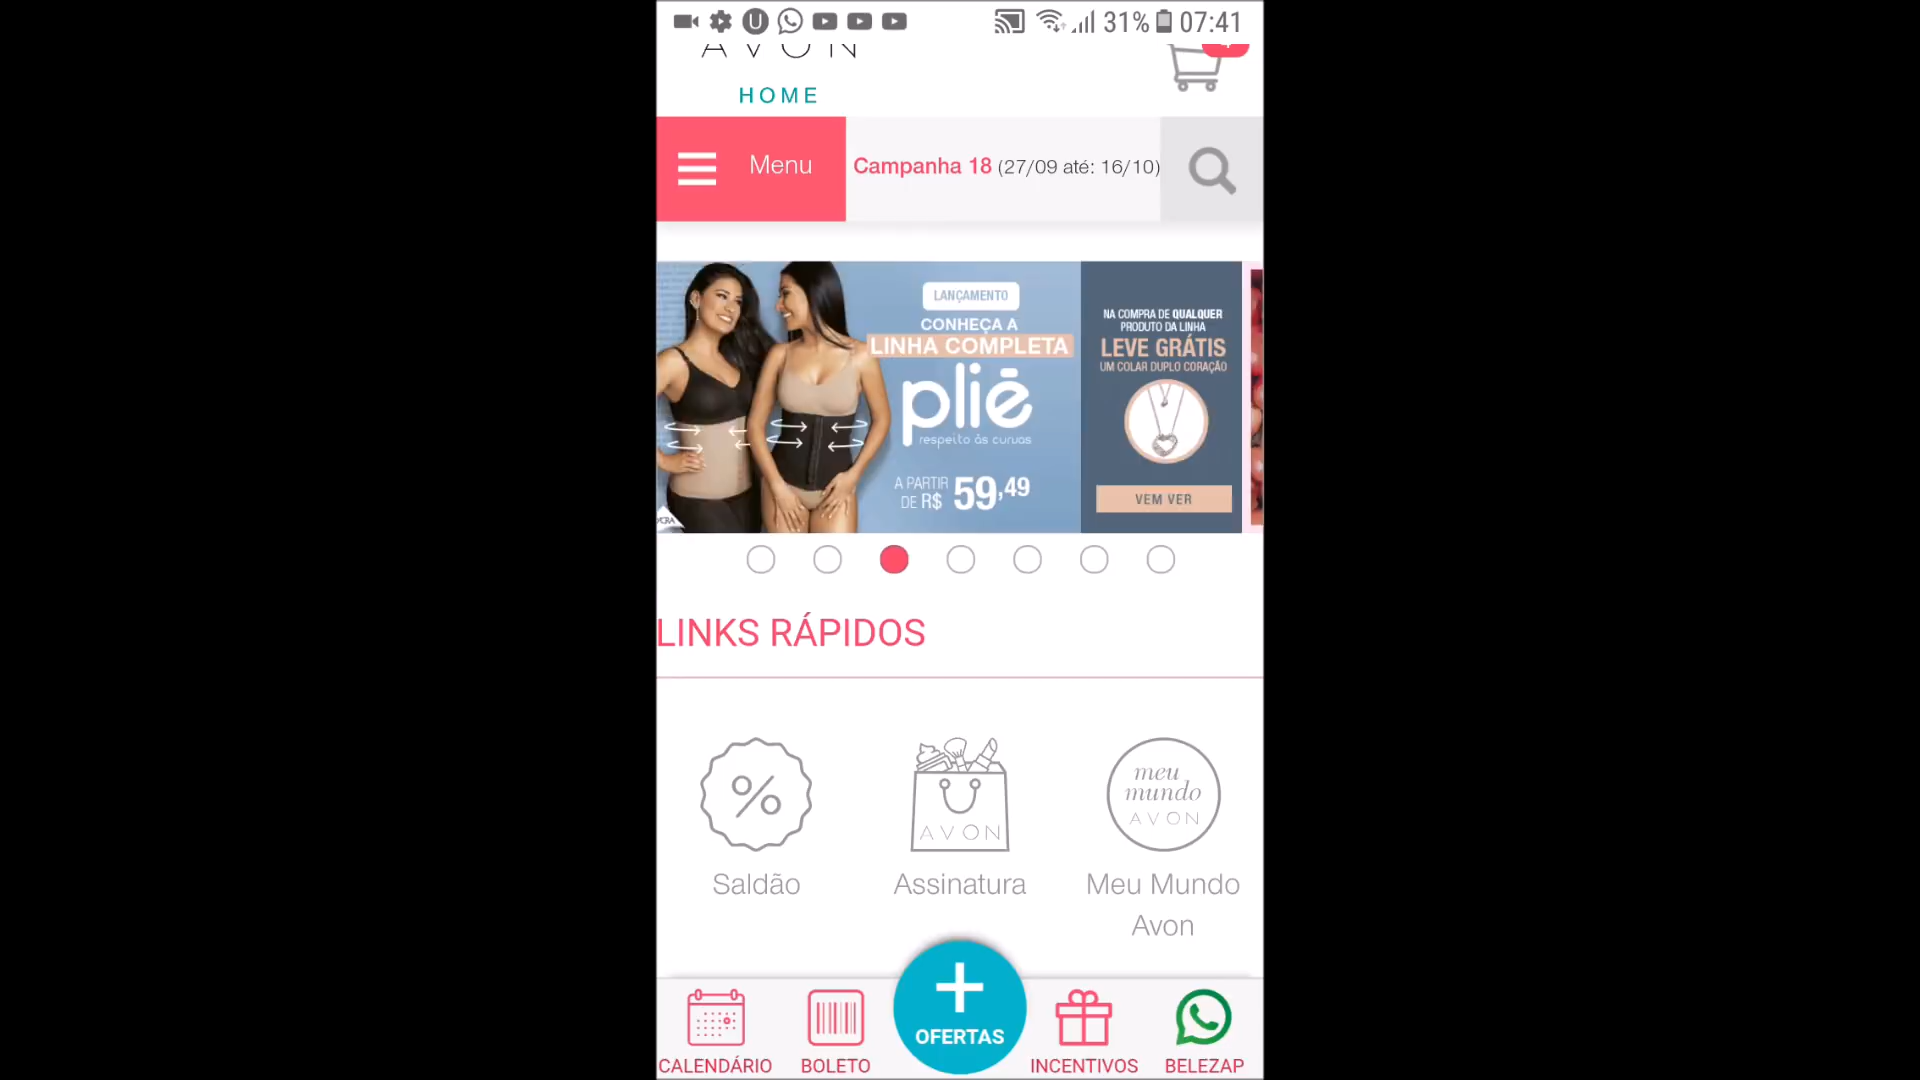 31% 07:41
AVON
HOME
Menu
Campanha 18 (27/09 até: 16/10)
LANÇAMENTO
CONHEÇA A
LINHA COMPLETA
pliē
respeito às curvas
A PARTIR
DE R$ 59,49
NA COMPRA DE QUALQUER
PRODUTO DA LINHA
LEVE GRÁTIS
UM COLAR DUPLO CORAÇÃO
VEM VER
LINKS RÁPIDOS
AVON
meu
mundo
AVON
Saldão
Assinatura
Meu Mundo
Avon
OFERTAS
CALENDÁRIO
BOLETO
INCENTIVOS
BELEZAP